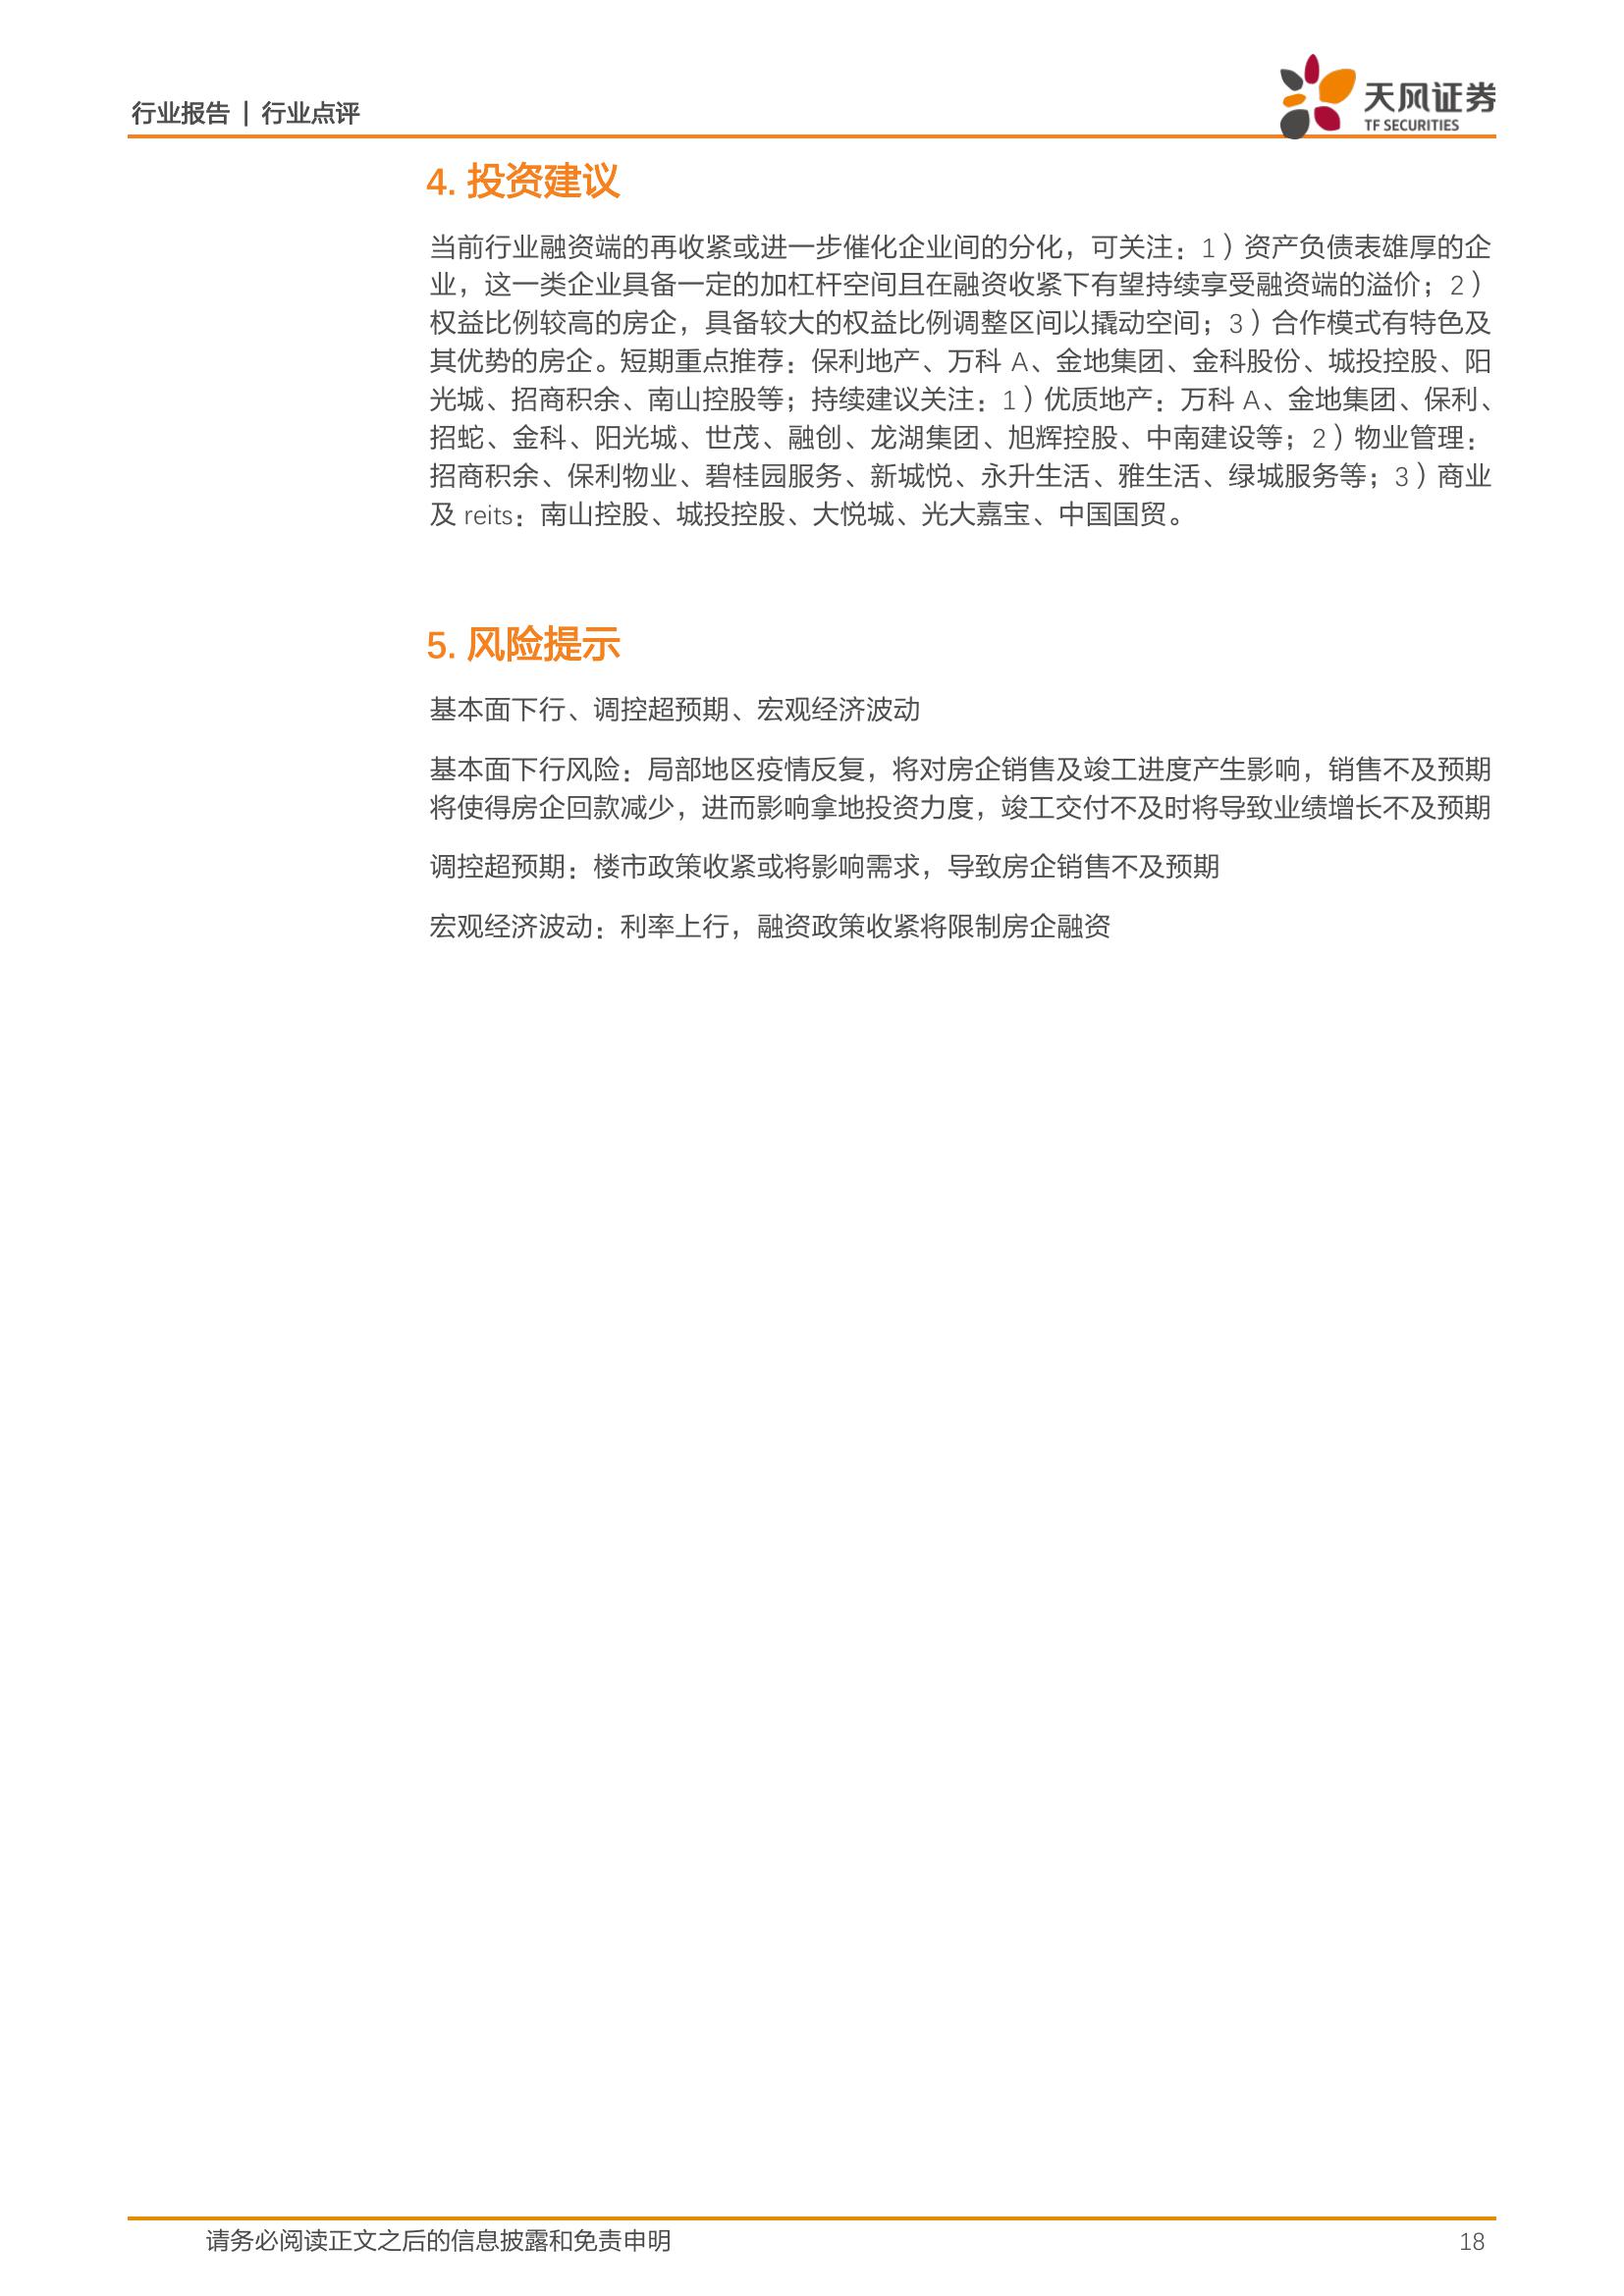 行业报告 | 行业点评
天风证券
TF SECURITIES
4. 投资建议
当前行业融资端的再收紧或进一步催化企业间的分化，可关注：1）资产负债表雄厚的企
业，这一类企业具备一定的加杠杆空间且在融资收紧下有望持续享受融资端的溢价；2）
权益比例较高的房企，具备较大的权益比例调整区间以撬动空间；3）合作模式有特色及
其优势的房企。短期重点推荐：保利地产、万科 A、金地集团、金科股份、城投控股、阳
光城、招商积余、南山控股等；持续建议关注：1）优质地产：万科 A、金地集团、保利、
招蛇、金科、阳光城、世茂、融创、龙湖集团、旭辉控股、中南建设等；2）物业管理：
招商积余、保利物业、碧桂园服务、新城悦、永升生活、雅生活、绿城服务等；3）商业
及 reits：南山控股、城投控股、大悦城、光大嘉宝、中国国贸。
5. 风险提示
基本面下行、调控超预期、宏观经济波动
基本面下行风险：局部地区疫情反复，将对房企销售及竣工进度产生影响，销售不及预期
将使得房企回款减少，进而影响拿地投资力度，竣工交付不及时将导致业绩增长不及预期
调控超预期：楼市政策收紧或将影响需求，导致房企销售不及预期
宏观经济波动：利率上行，融资政策收紧将限制房企融资
请务必阅读正文之后的信息披露和免责申明
18